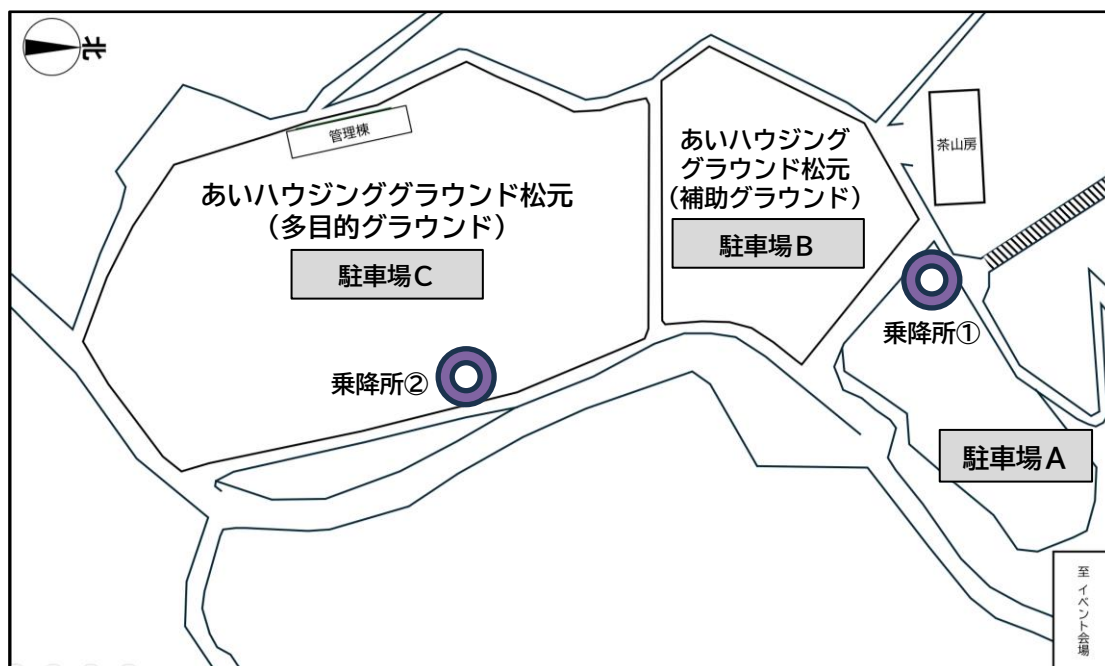 北
管理棟
あいハウジンググラウンド松元
（多目的グラウンド）
駐車場C
あいハウジング
グラウンド松元
（補助グラウンド）
駐車場B
茶山房
乗降所①
乗降所②
駐車場A
至 イベント会場